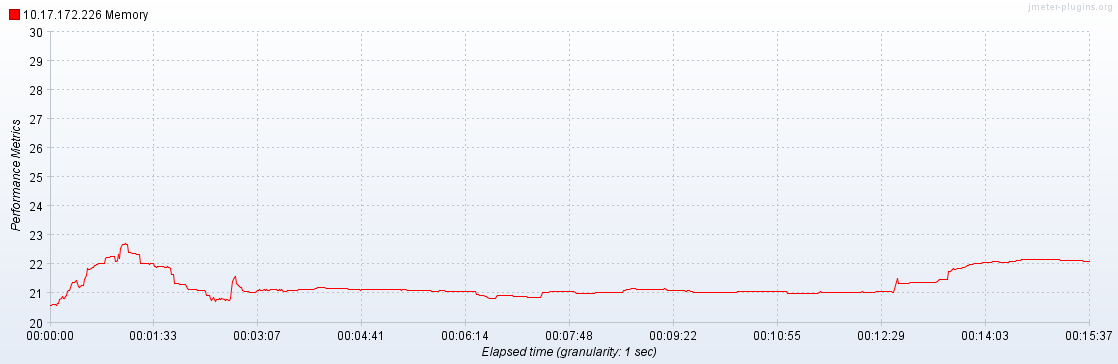 10.17.172.226 Memory
jmeter-plugins.org
30
29
28
27
26
25
24
23
22
21
20
Performance Metrics
00:00:00 00:01:33 00:03:07 00:04:41 00:06:14 00:07:48 00:09:22 00:10:55 00:12:29 00:14:03 00:15:37
Elapsed time (granularity: 1 sec)